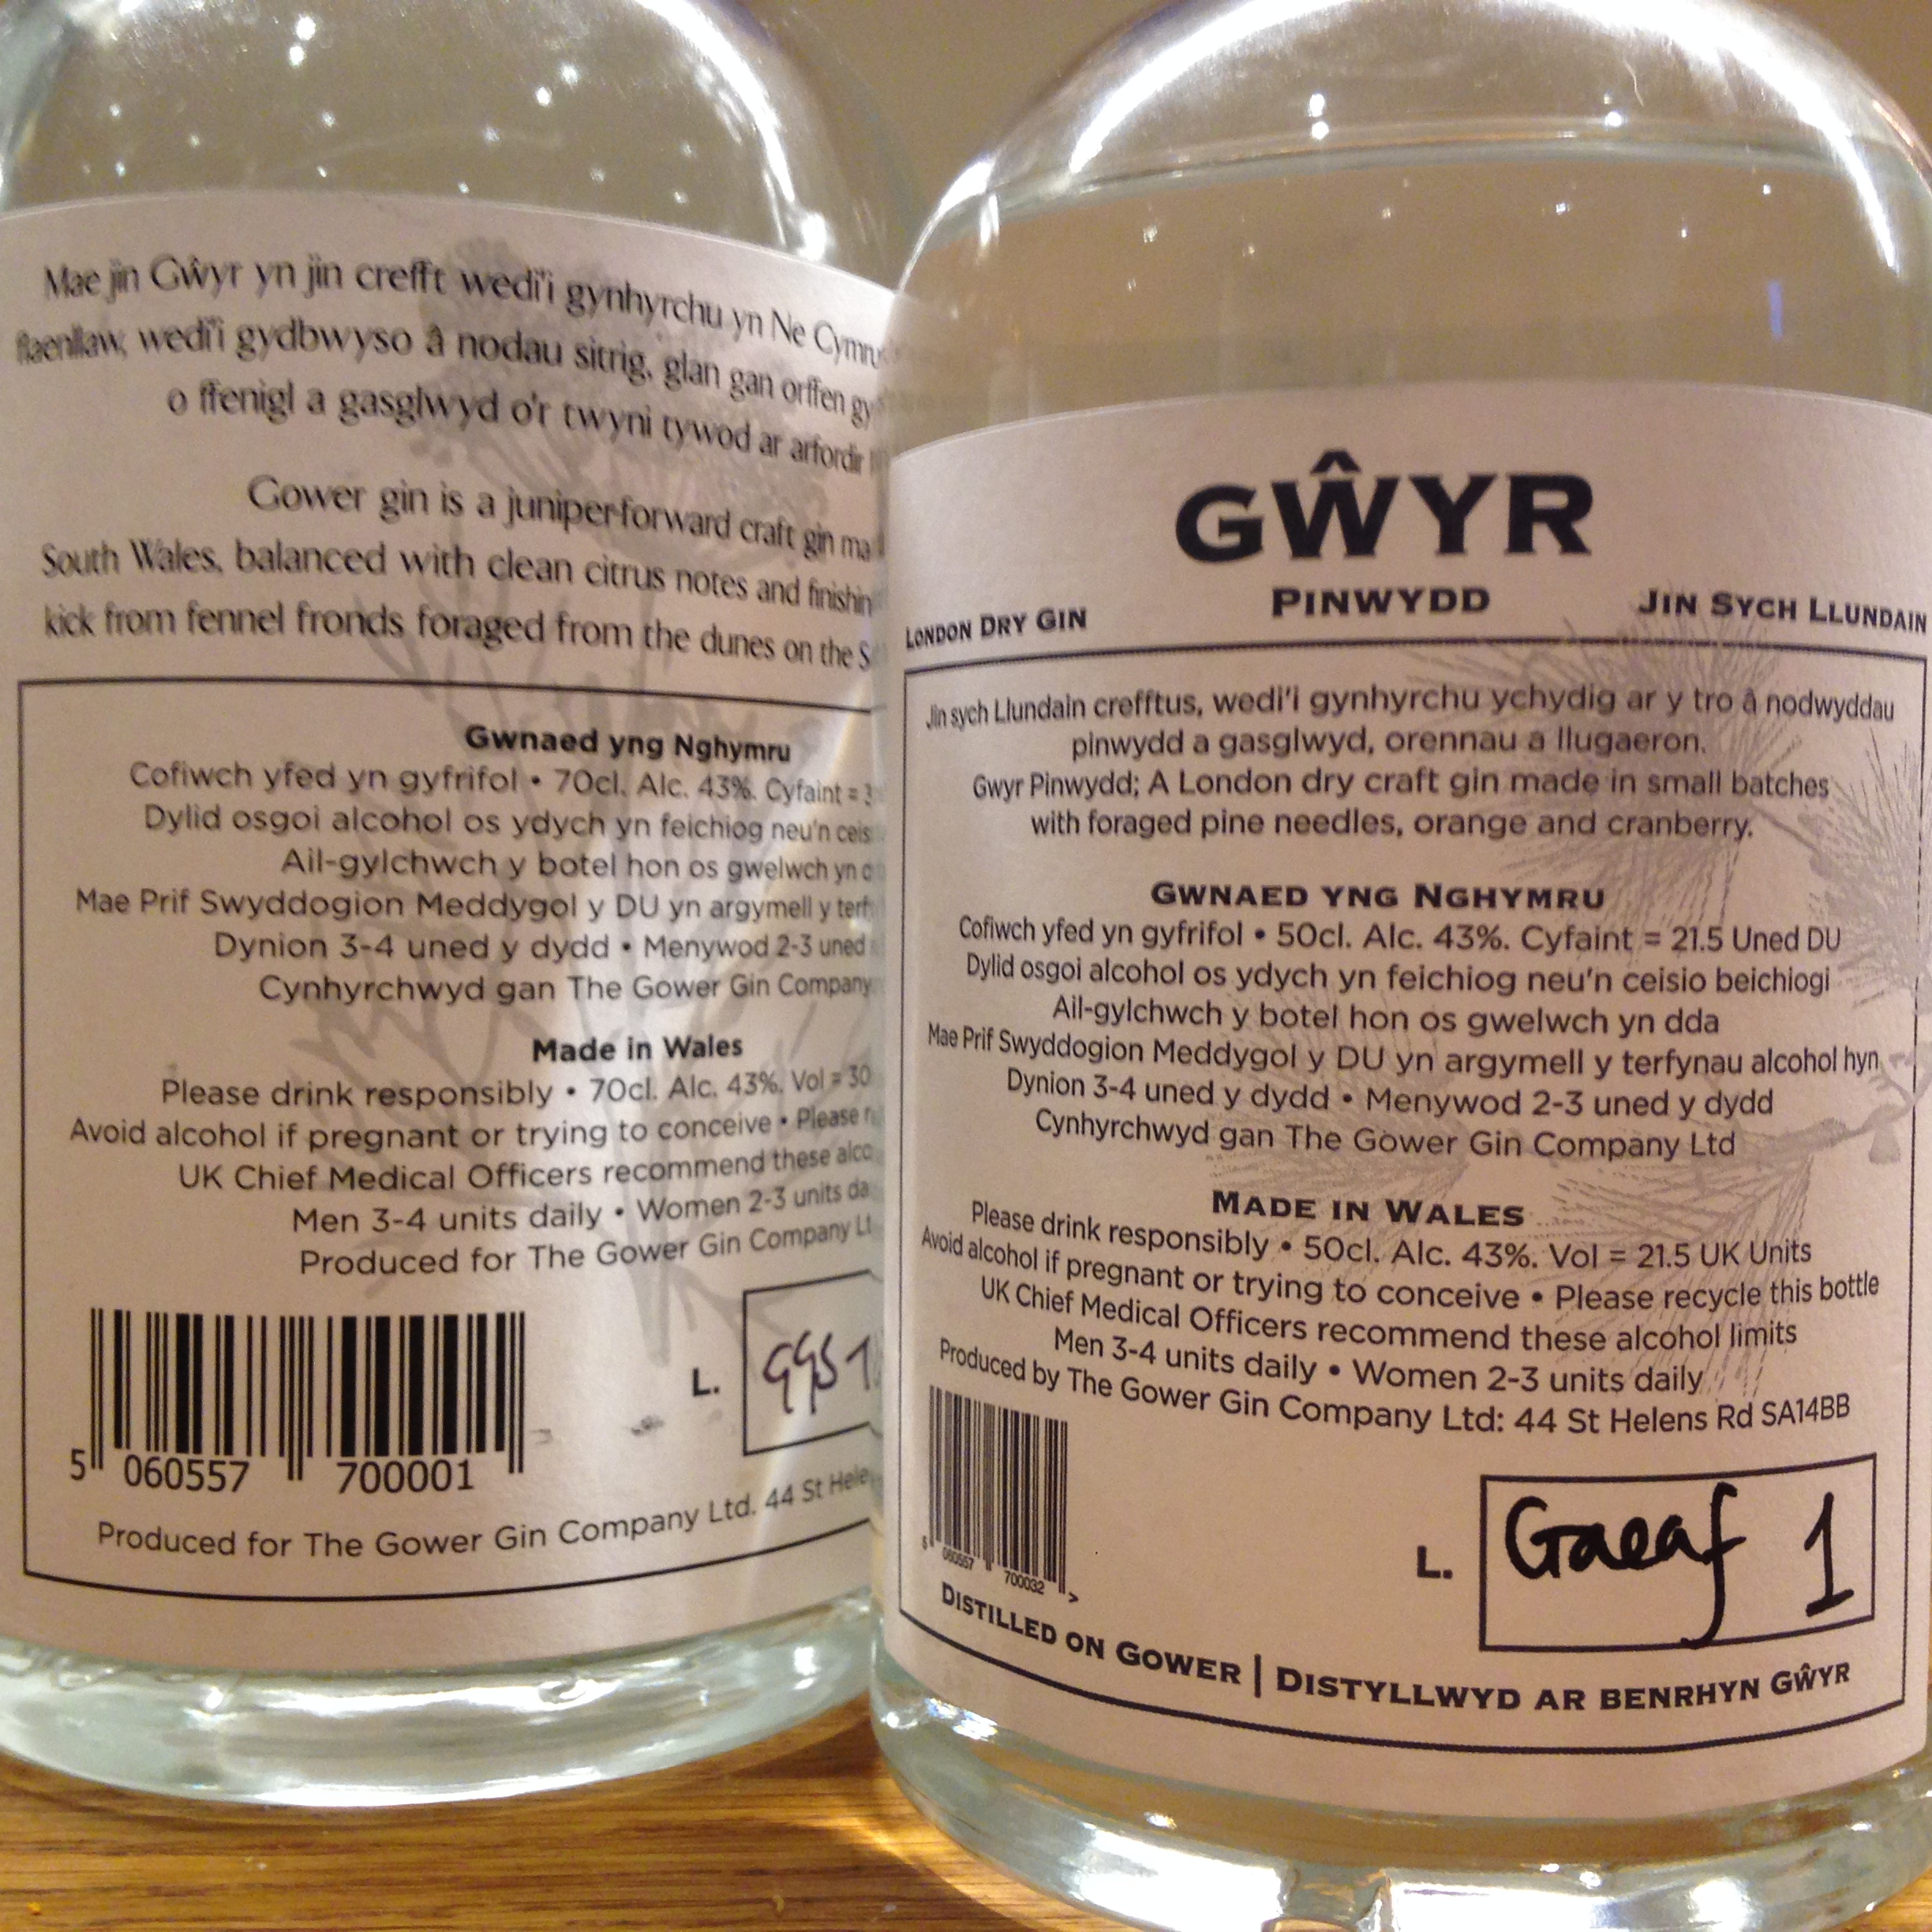 Mae jin Gŵyr yn jin crefft wedi'i gynhyrchu yn Ne Cymru
flaenllaw, wedi'i gydbwyso â nodau sitrig, glan gan orffen
o ffenigl a gasglwyd o'r twyni tywod ar arfordir
Gower gin is a juniper-forward craft gin
South Wales, balanced with clean citrus notes and
kick from fennel fronds foraged from the dunes on the
Gwnaed yng Nghymru
Cofiwch yfed yn gyfrifol • 70cl. Alc. 43%. Cyfaint =
Dylid osgoi alcohol os ydych yn feichiog neu'n
Ail-gylchwch y botel hon os gwelwch yn
Mae Prif Swyddogion Meddygol y DU yn argymell y
Dynion 3-4 uned y dydd • Menywod 2-3 uned
Cynhyrchwyd gan The Gower Gin Company
Made in Wales
Please drink responsibly • 70cl. Alc. 43%. Vol = 30
Avoid alcohol if pregnant or trying to conceive • Please
UK Chief Medical Officers recommend these
Men 3-4 units daily • Women 2-3 units
Produced for The Gower Gin Company
L.
5 060557 700001
Produced for The Gower Gin Company Ltd. 44 St
GŴYR
PINWYDD
LONDON DRY GIN JIN SYCH LLUNDAIN
Jin sych Llundain crefftus, wedi'i gynhyrchu ychydig ar y tro â nodwyddau
pinwydd a gasglwyd, orennau a llugaeron.
Gwyr Pinwydd; A London dry craft gin made in small batches
with foraged pine needles, orange and cranberry.
GWNAED YNG NGHYMRU
Cofiwch yfed yn gyfrifol • 50cl. Alc. 43%. Cyfaint = 21.5 Uned DU
Dylid osgoi alcohol os ydych yn feichiog neu'n ceisio beichiogi
Ail-gylchwch y botel hon os gwelwch yn dda
Mae Prif Swyddogion Meddygol y DU yn argymell y terfynau alcohol hyn
Dynion 3-4 uned y dydd • Menywod 2-3 uned y dydd
Cynhyrchwyd gan The Gower Gin Company Ltd
MADE IN WALES
Please drink responsibly • 50cl. Alc. 43%. Vol = 21.5 UK Units
Avoid alcohol if pregnant or trying to conceive • Please recycle this bottle
UK Chief Medical Officers recommend these alcohol limits
Men 3-4 units daily • Women 2-3 units daily
Produced by The Gower Gin Company Ltd: 44 St Helens Rd SA14BB
5 060557 700032 >
L. Gaeaf 1
DISTILLED ON GOWER | DISTYLLWYD AR BENRHYN GŴYR